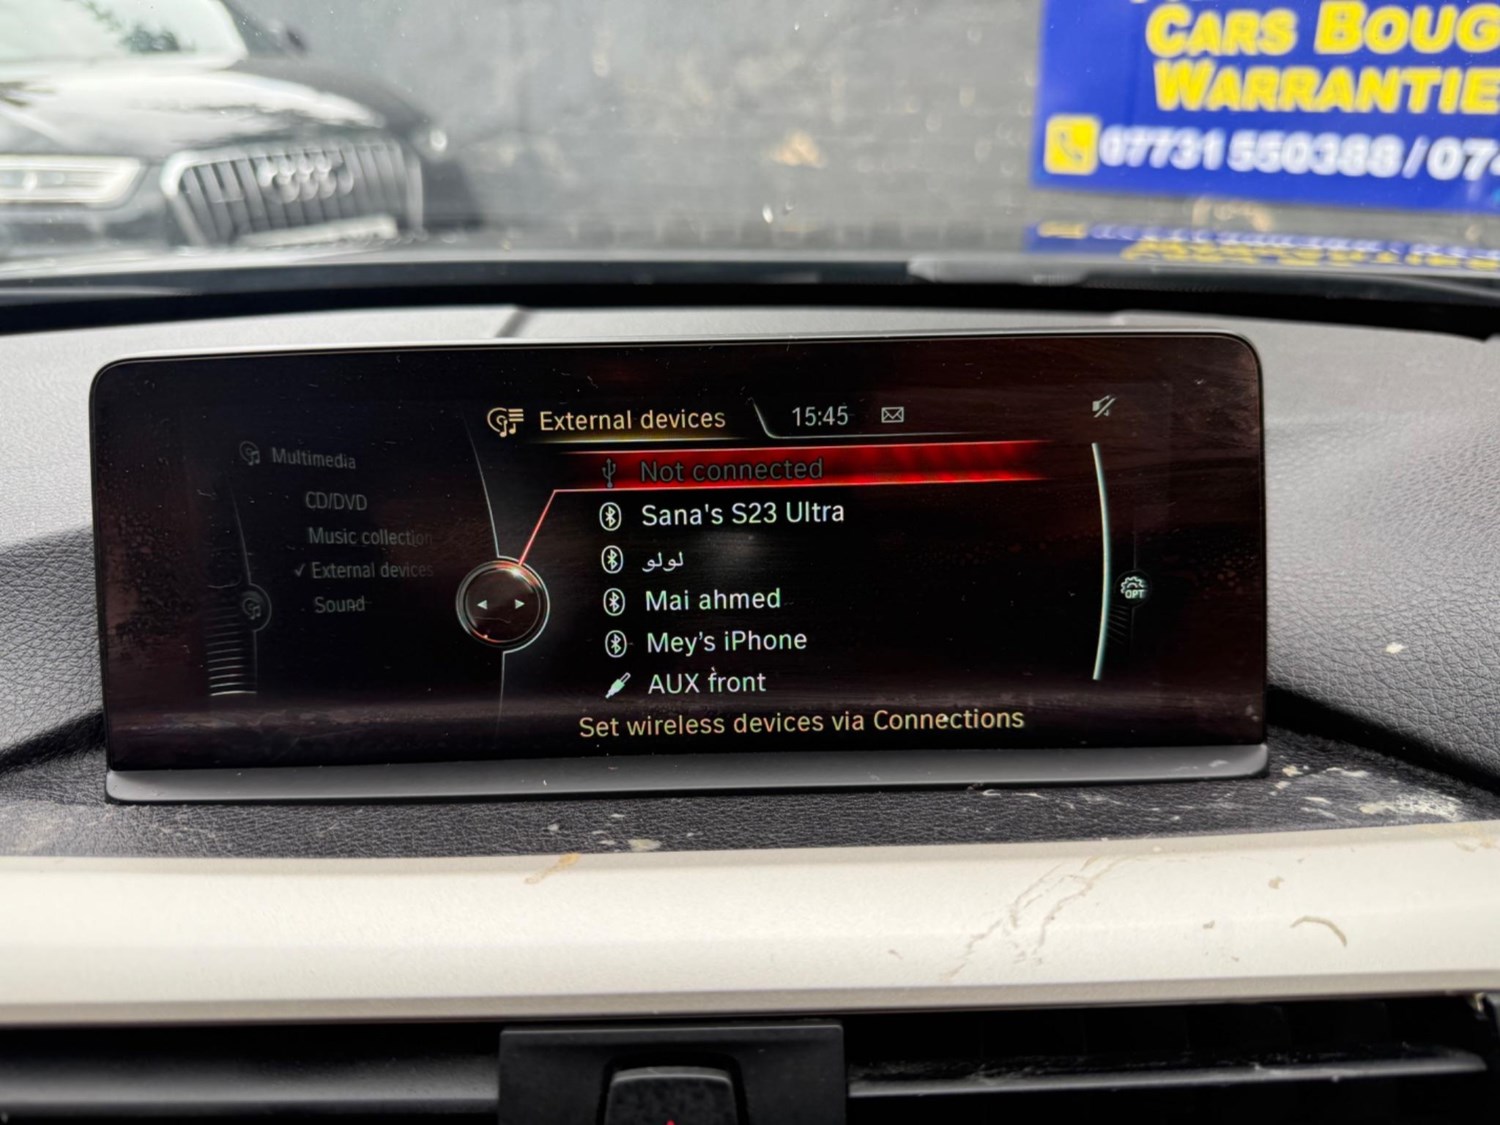 CARS BOUG
WARRANTIE
07731 550388 / 074
External devices
15:45
Multimedia
CD/DVD
Music collection
✓ External devices
Sound
Not connected
Sana's S23 Ultra
لولو
Mai ahmed
Mey's iPhone
AUX front
Set wireless devices via Connections
OPT